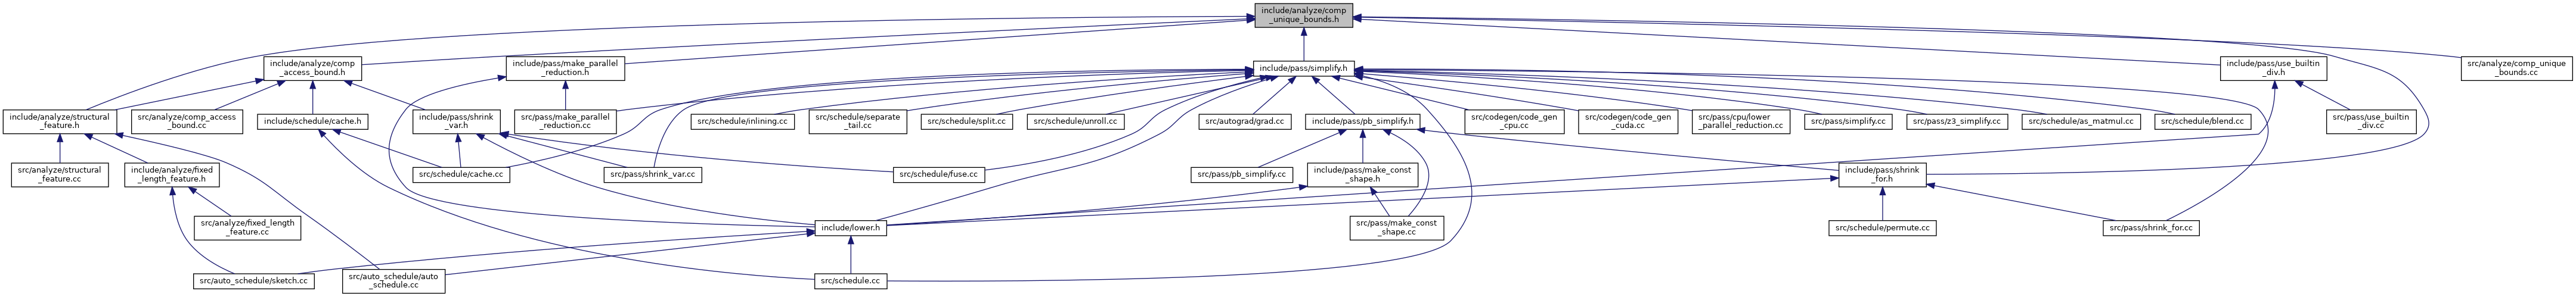 include/analyze/comp
_unique_bounds.h
include/analyze/comp
_access_bound.h
include/pass/make_parallel
_reduction.h
include/pass/simplify.h
include/pass/use_builtin
_div.h
src/analyze/comp_unique
_bounds.cc
include/analyze/structural
_feature.h
src/analyze/comp_access
_bound.cc
include/schedule/cache.h
include/pass/shrink
_var.h
src/pass/make_parallel
_reduction.cc
src/schedule/inlining.cc
src/schedule/separate
_tail.cc
src/schedule/split.cc
src/schedule/unroll.cc
src/autograd/grad.cc
include/pass/pb_simplify.h
src/codegen/code_gen
_cpu.cc
src/codegen/code_gen
_cuda.cc
src/pass/cpu/lower
_parallel_reduction.cc
src/pass/simplify.cc
src/pass/z3_simplify.cc
src/schedule/as_matmul.cc
src/schedule/blend.cc
src/pass/use_builtin
_div.cc
src/analyze/structural
_feature.cc
include/analyze/fixed
_length_feature.h
src/schedule/cache.cc
src/pass/shrink_var.cc
src/schedule/fuse.cc
src/pass/pb_simplify.cc
include/pass/make_const
_shape.h
include/pass/shrink
_for.h
src/analyze/fixed_length
_feature.cc
include/lower.h
src/pass/make_const
_shape.cc
src/schedule/permute.cc
src/pass/shrink_for.cc
src/auto_schedule/sketch.cc
src/auto_schedule/auto
_schedule.cc
src/schedule.cc